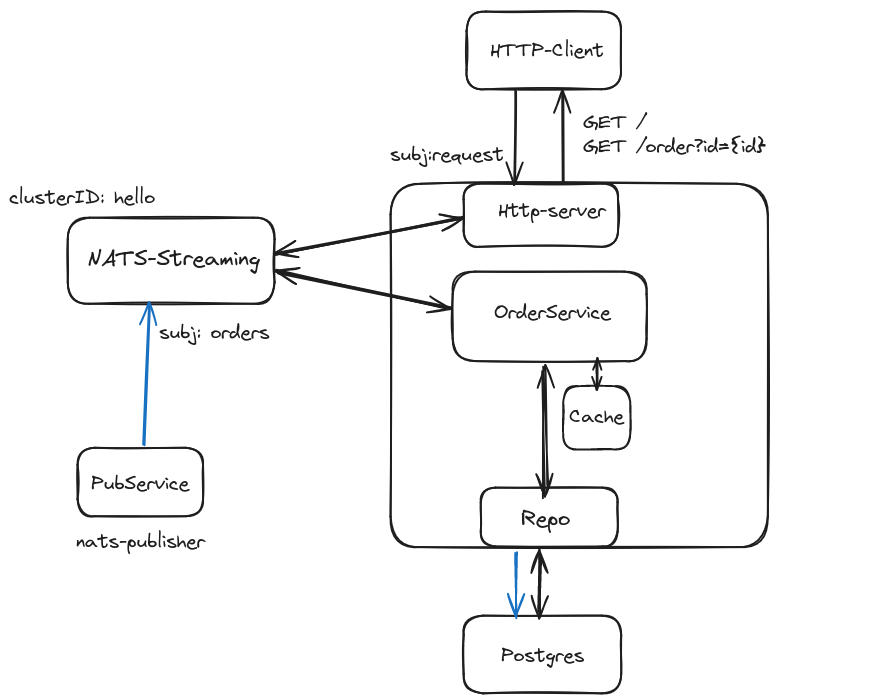 HTTP-Client
GET /
GET /order?id={id}
subj:request
clusterID: hello
Http-server
NATS-Streaming
OrderService
subj: orders
Cache
PubService
Repo
nats-publisher
Postgres